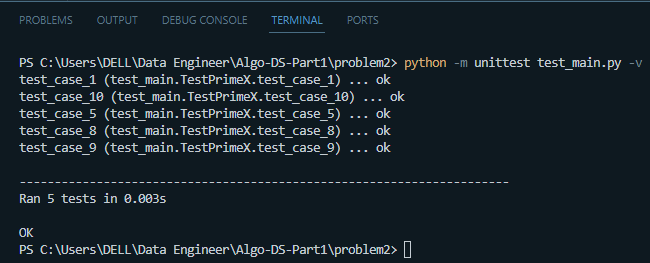 PROBLEMS OUTPUT DEBUG CONSOLE TERMINAL PORTS
PS C:\Users\DELL\Data Engineer\Algo-DS-Part1\problem2> python -m unittest test_main.py -v
test_case_1 (test_main.TestPrimeX.test_case_1) ... ok
test_case_10 (test_main.TestPrimeX.test_case_10) ... ok
test_case_5 (test_main.TestPrimeX.test_case_5) ... ok
test_case_8 (test_main.TestPrimeX.test_case_8) ... ok
test_case_9 (test_main.TestPrimeX.test_case_9) ... ok
----------------------------------------------------------------------
Ran 5 tests in 0.003s
OK
PS C:\Users\DELL\Data Engineer\Algo-DS-Part1\problem2>